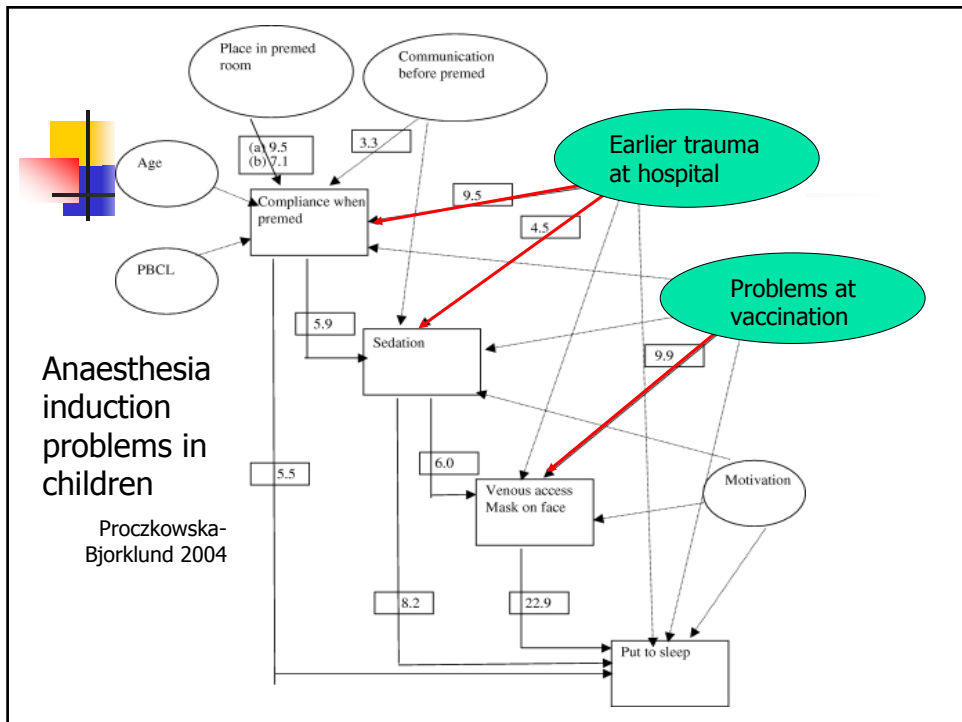 Place in premed
room
Communication
before premed
(a) 9.5
(b) 7.1
3.3
Earlier trauma
at hospital
Age
9.5
Compliance when
premed
4.5
PBCL
Problems at
vaccination
5.9
Sedation
9.9
Anaesthesia
induction
problems in
children
Proczkowska-
Bjorklund 2004
5.5
6.0
Venous access
Mask on face
Motivation
8.2
22.9
Put to sleep